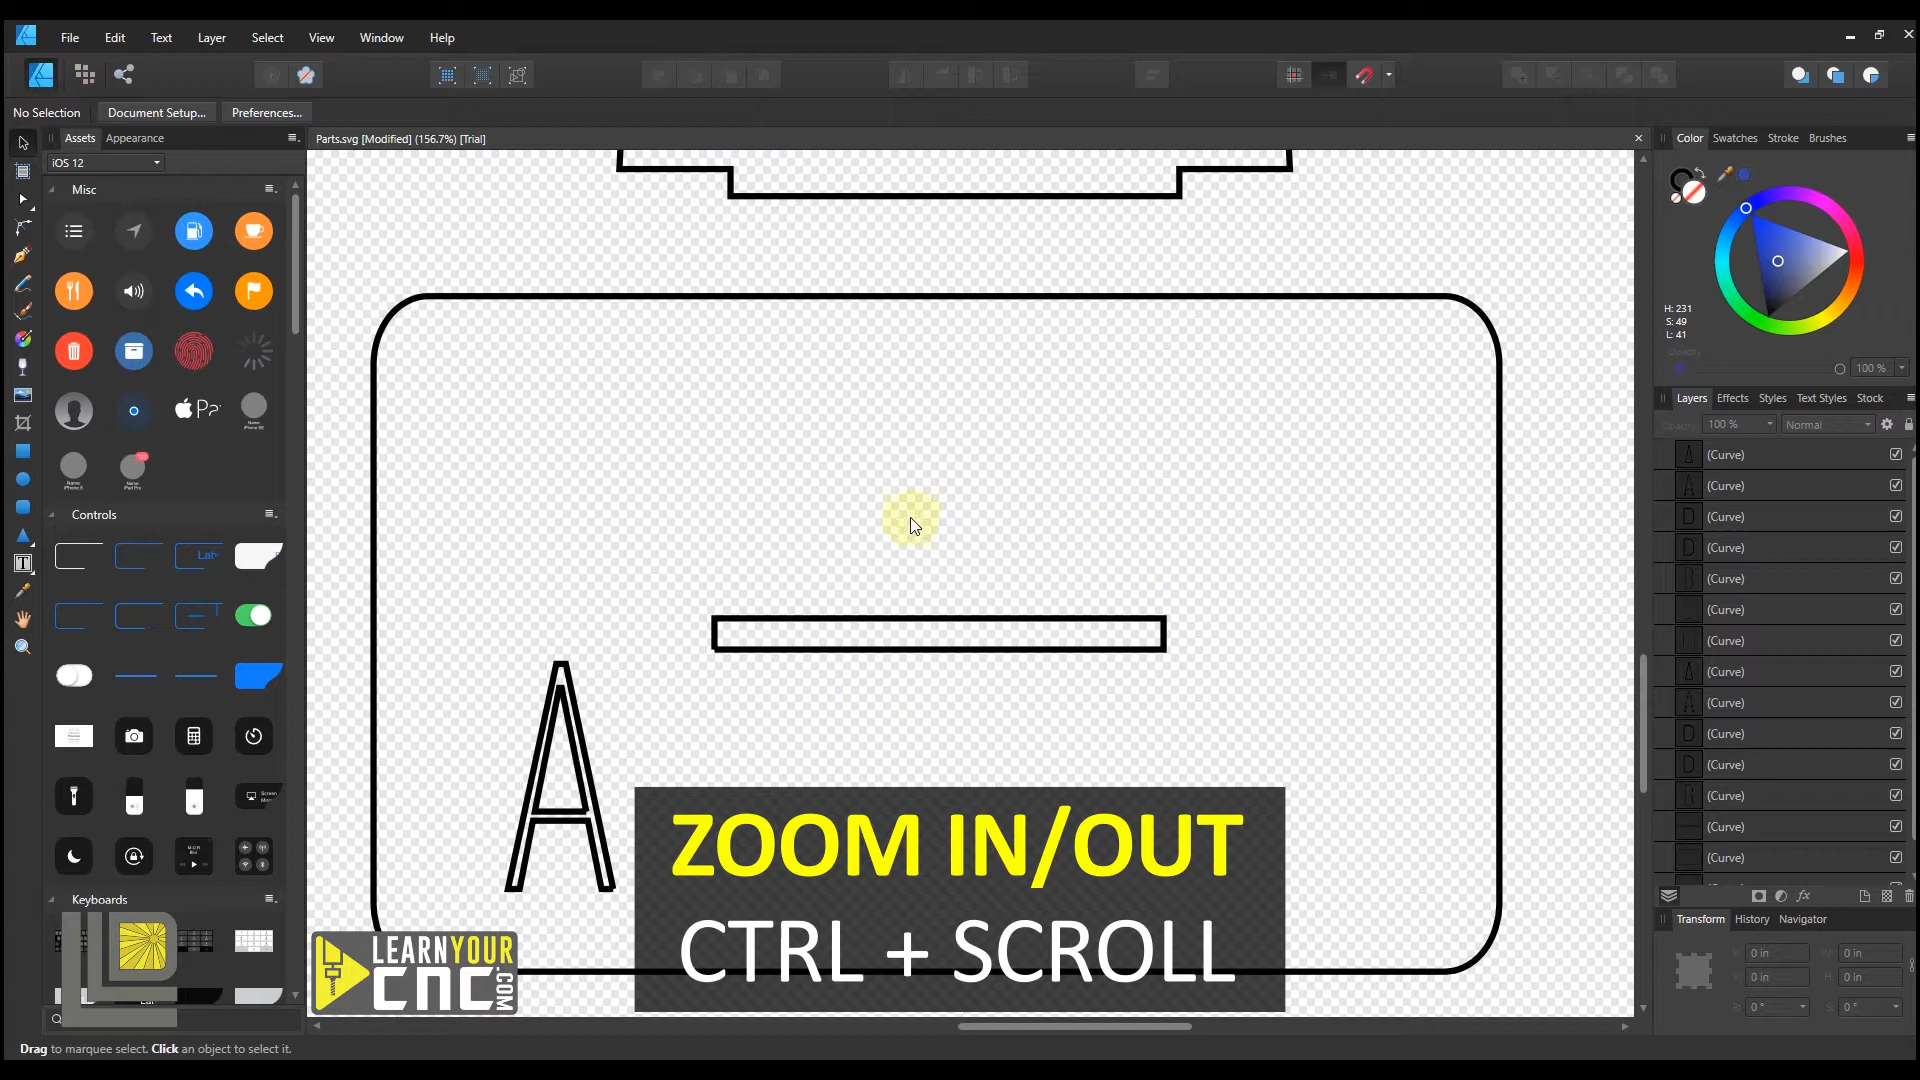 File Edit Text Layer Select View Window Help
No Selection Document Setup... Preferences...
Assets Appearance
Parts.svg [Modified] (156.7%) [Trial]
Color Swatches Stroke Brushes
iOS 12
Misc
H: 231
S: 49
L: 41
Opacity
100 %
Layers Effects Styles Text Styles Stock
Opacity: 100 % Normal
(Curve)
(Curve)
(Curve)
(Curve)
(Curve)
(Curve)
(Curve)
(Curve)
(Curve)
(Curve)
(Curve)
(Curve)
(Curve)
(Curve)
Controls
A
Keyboards
ZOOM IN/OUT
CTRL + SCROLL
LEARNYOUR
CNC
.COM
Transform History Navigator
0 in
0 in
0 in
0 in
0 °
0 °
Drag to marquee select. Click an object to select it.